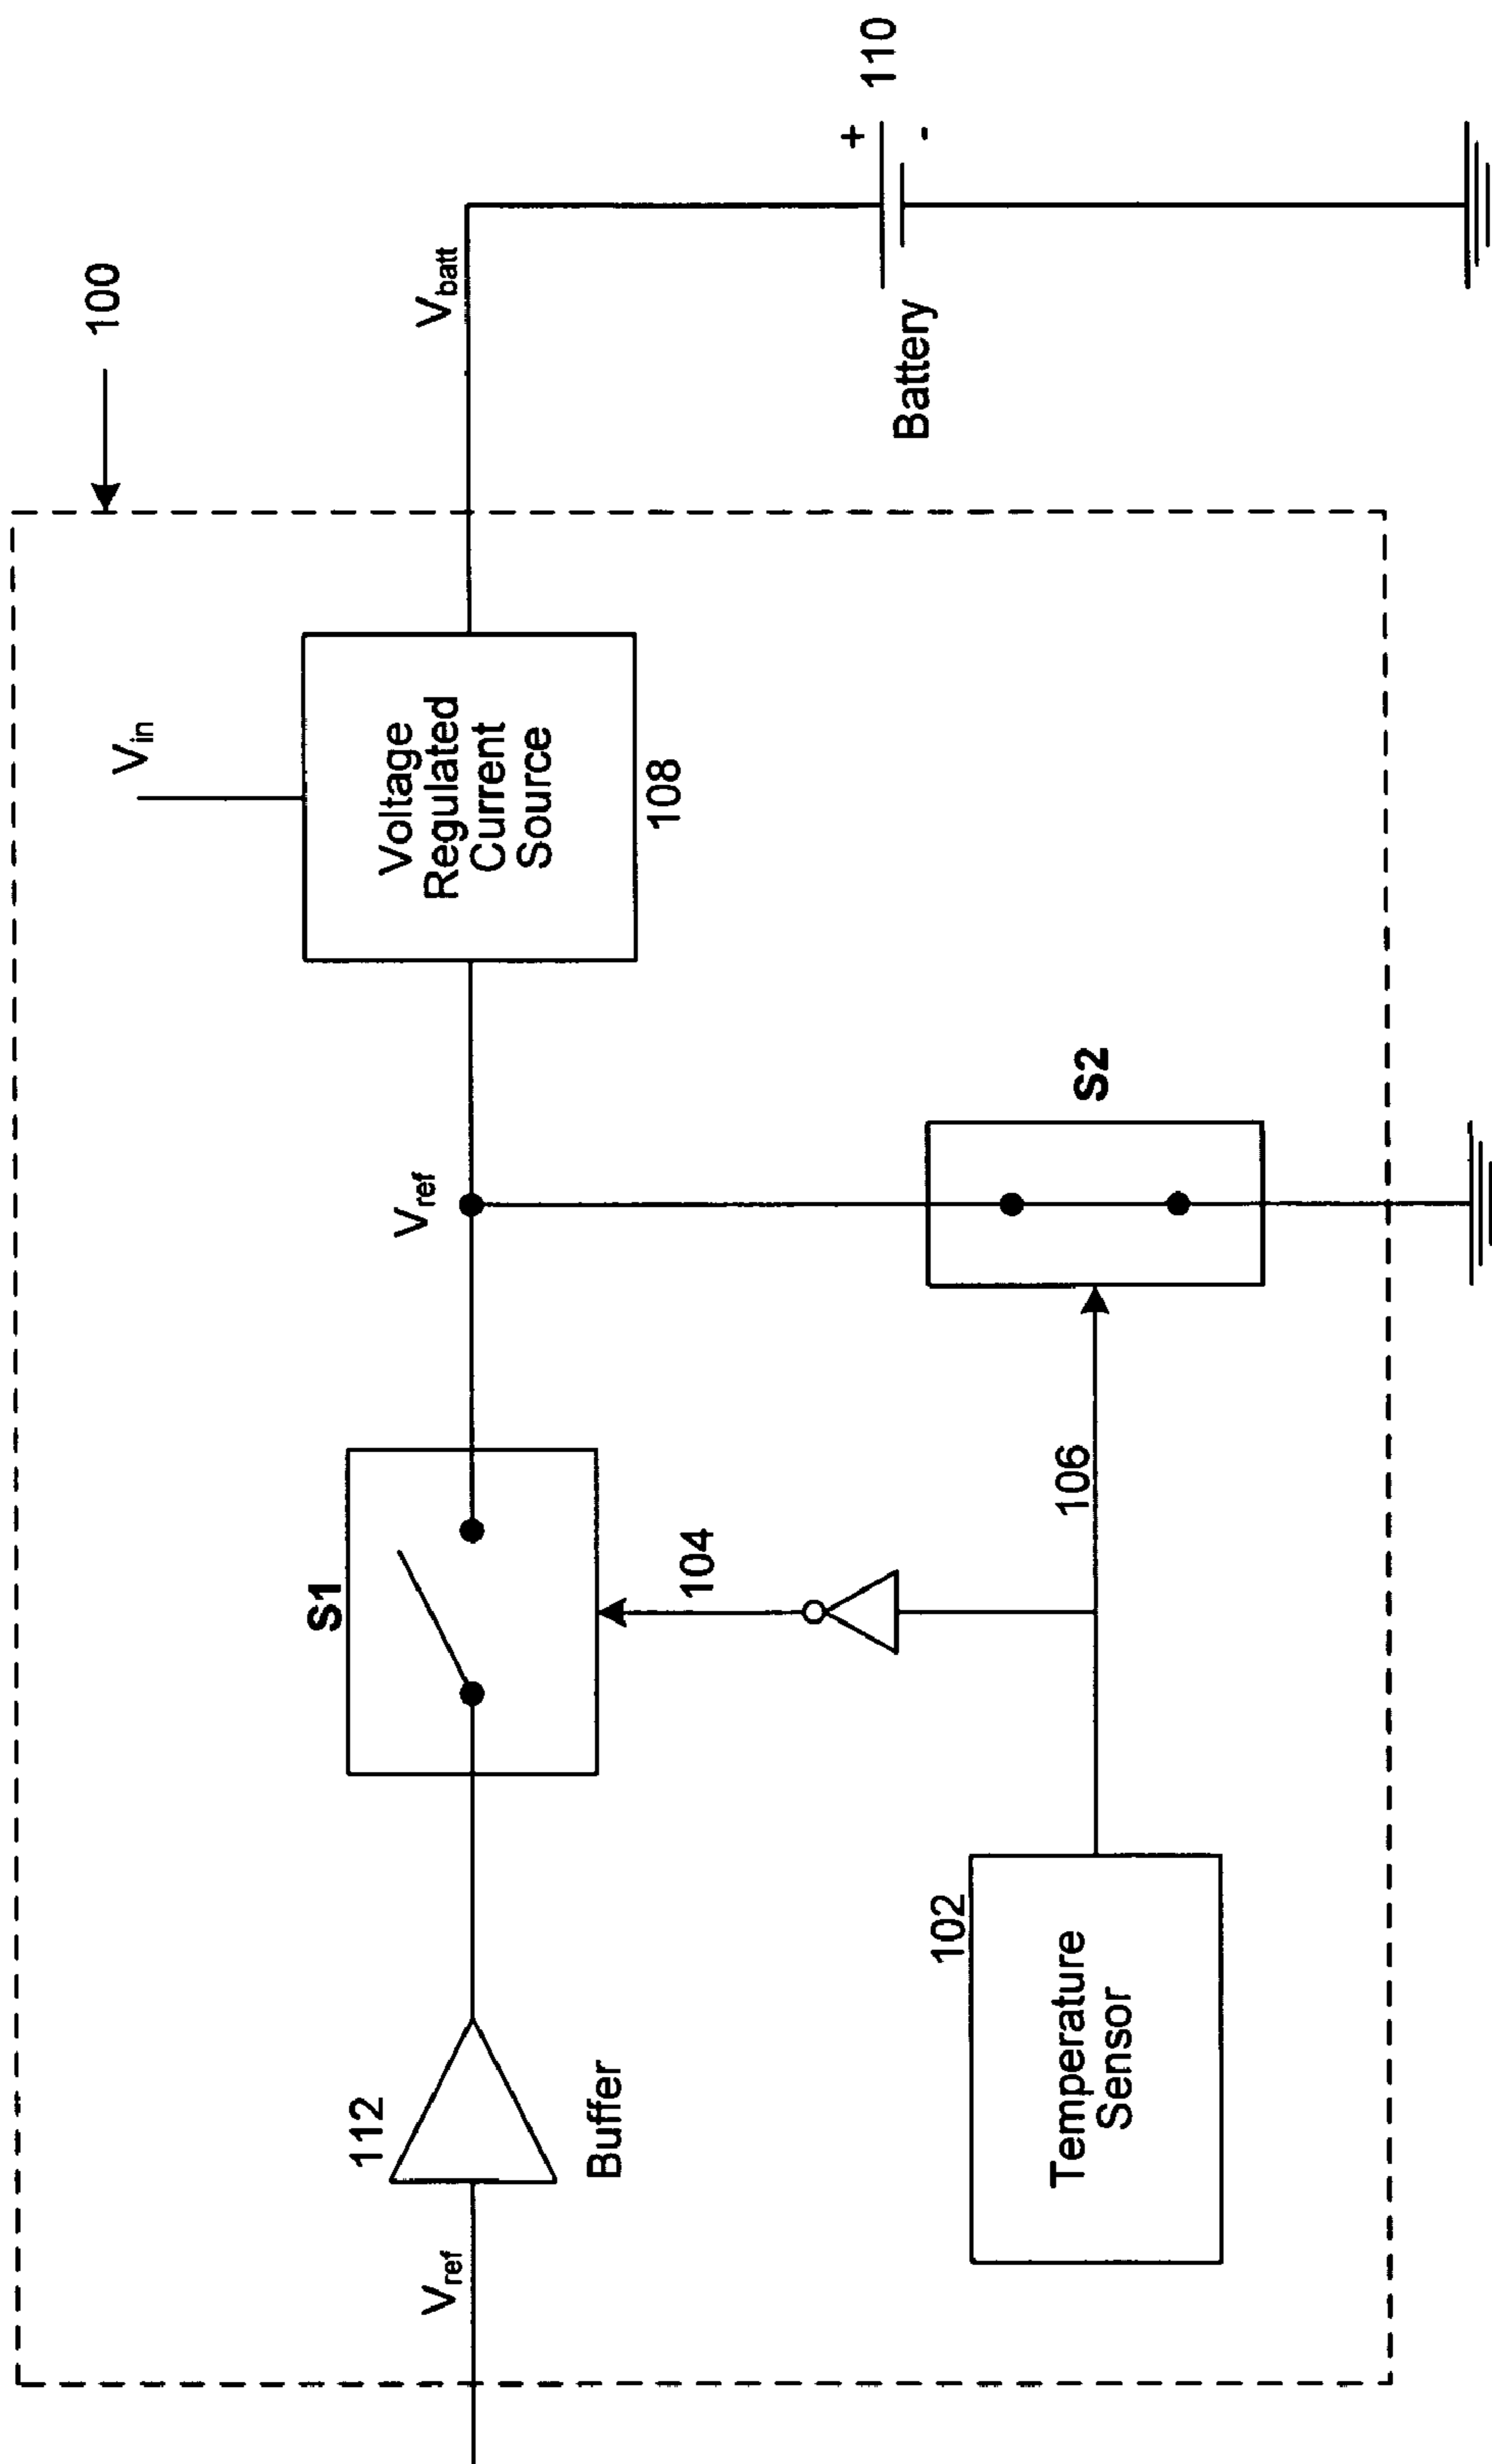 100
V_in
V_ref
112
Buffer
S1
V_ref
Voltage
Regulated
Current
Source
108
V_batt
104
106
S2
102
Temperature
Sensor
+
-
110
Battery